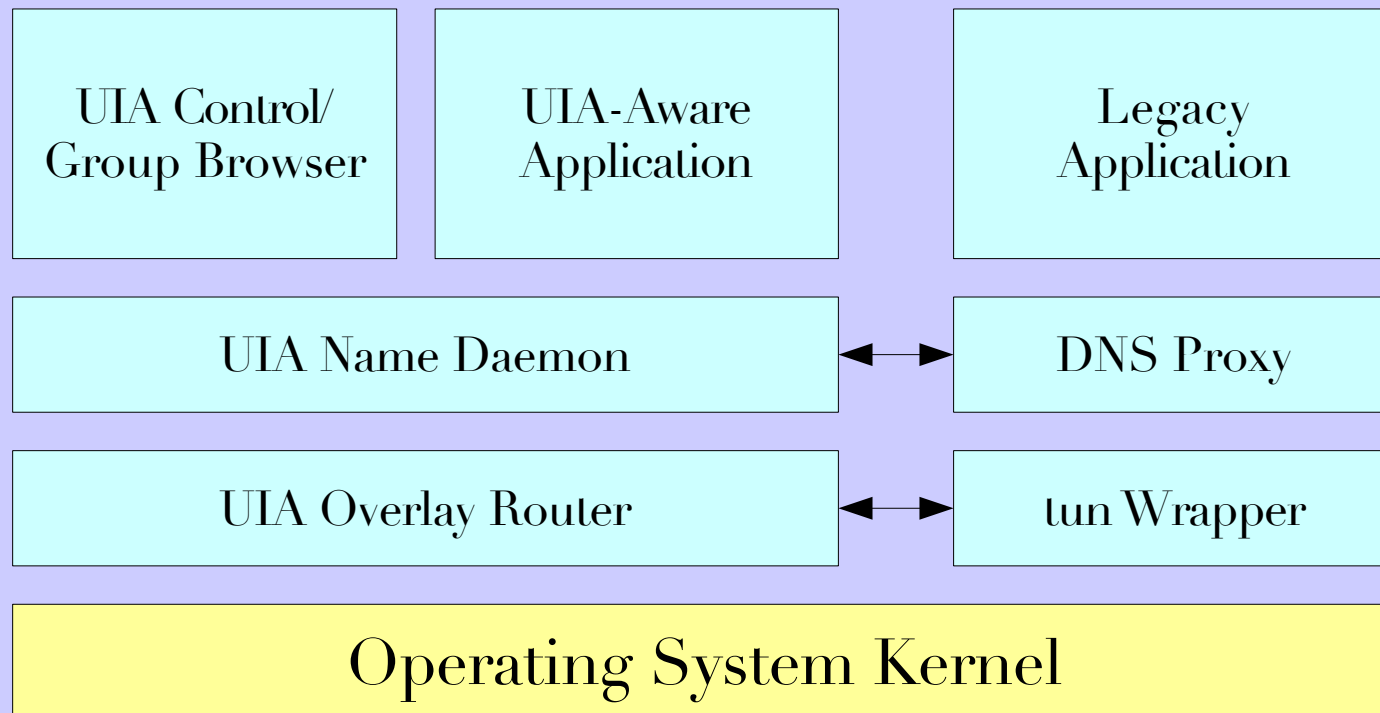 UIA Control/
Group Browser
UIA-Aware
Application
Legacy
Application
UIA Name Daemon
DNS Proxy
UIA Overlay Router
tun Wrapper
Operating System Kernel